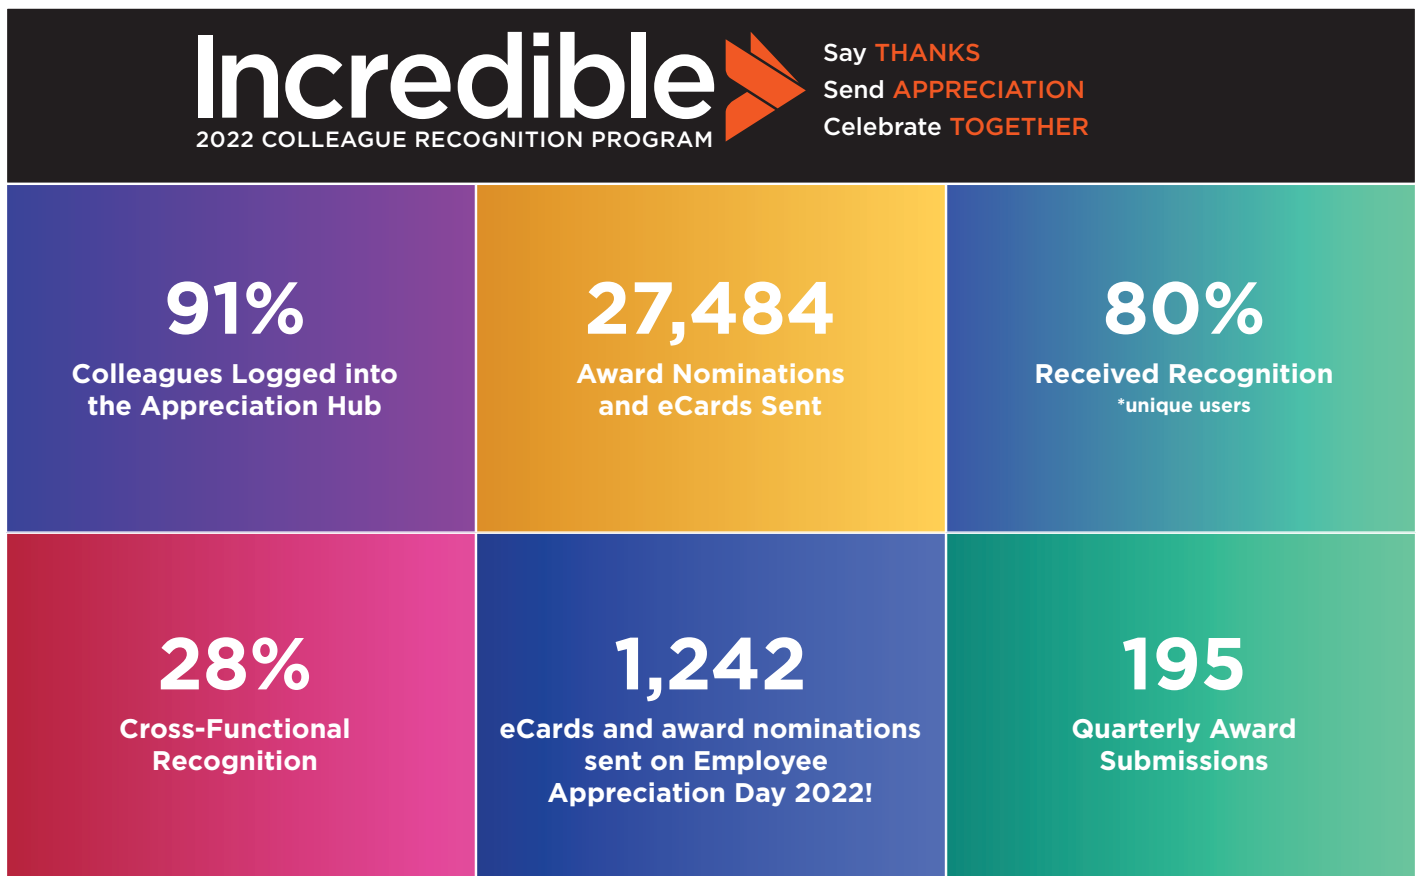 Incredible
2022 COLLEAGUE RECOGNITION PROGRAM
Say THANKS
Send APPRECIATION
Celebrate TOGETHER
91%
Colleagues Logged into
the Appreciation Hub
27,484
Award Nominations
and eCards Sent
80%
Received Recognition
*unique users
28%
Cross-Functional
Recognition
1,242
eCards and award nominations
sent on Employee
Appreciation Day 2022!
195
Quarterly Award
Submissions